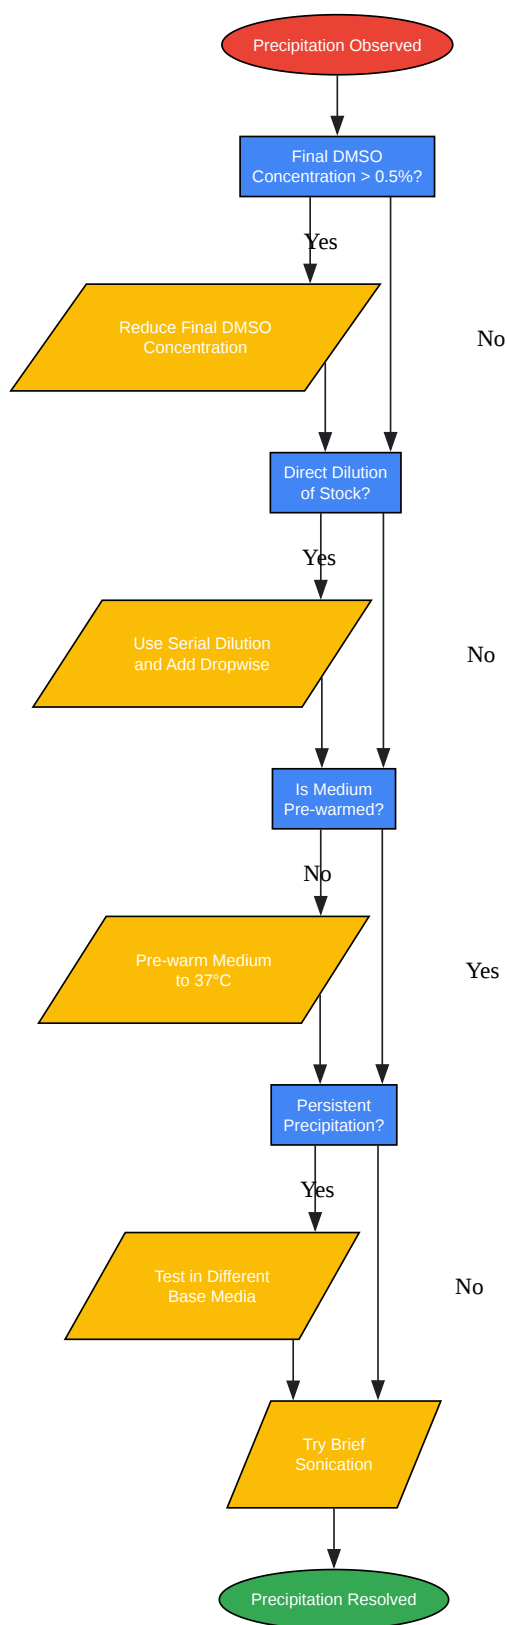 Precipitation Observed
Final DMSO
Concentration > 0.5%?
Yes
Reduce Final DMSO
Concentration
No
Direct Dilution
of Stock?
Yes
Use Serial Dilution
and Add Dropwise
No
Is Medium
Pre-warmed?
No
Pre-warm Medium
to 37°C
Yes
Persistent
Precipitation?
Yes
Test in Different
Base Media
No
Try Brief
Sonication
Precipitation Resolved